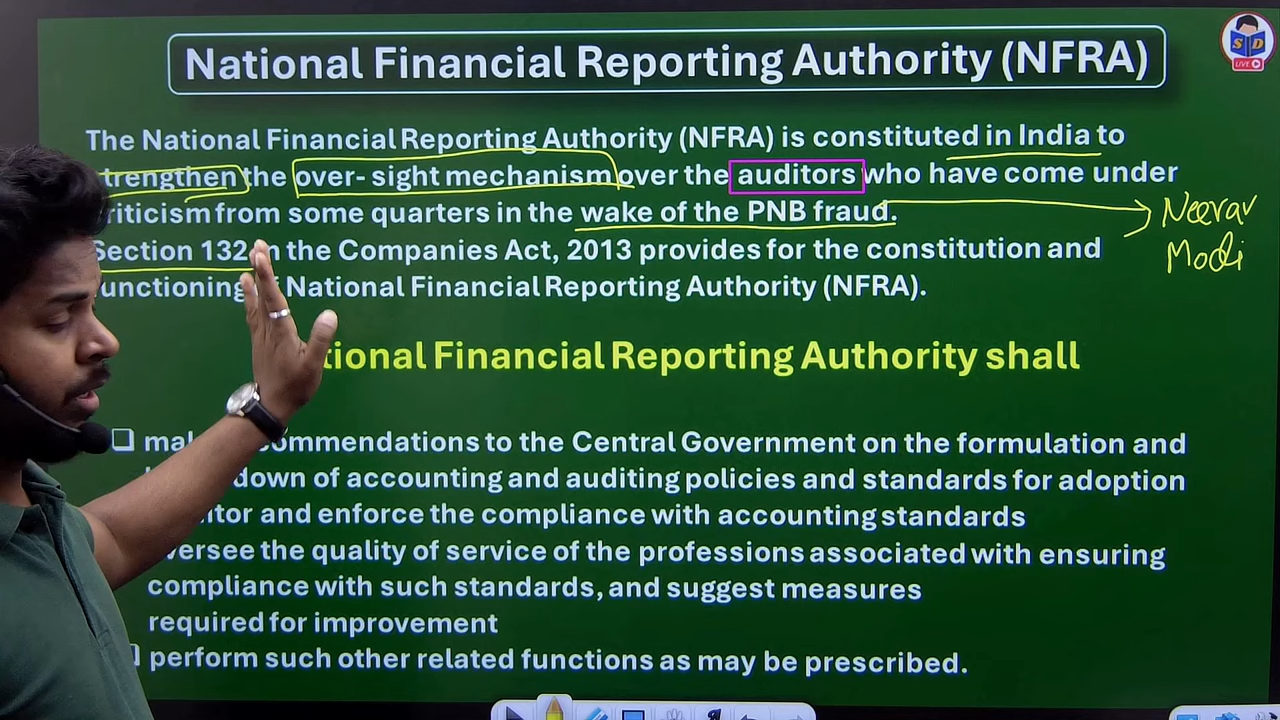 National Financial Reporting Authority (NFRA)
S D
LIVE
The National Financial Reporting Authority (NFRA) is constituted in India to
trengthen the over- sight mechanism over the auditors who have come under
riticism from some quarters in the wake of the PNB fraud.
Neerav
Modi
Section 132 n the Companies Act, 2013 provides for the constitution and
unctioning f National Financial Reporting Authority (NFRA).
tional Financial Reporting Authority shall
commendations to the Central Government on the formulation and
down of accounting and auditing policies and standards for adoption
itor and enforce the compliance with accounting standards
versee the quality of service of the professions associated with ensuring
compliance with such standards, and suggest measures
required for improvement
perform such other related functions as may be prescribed.